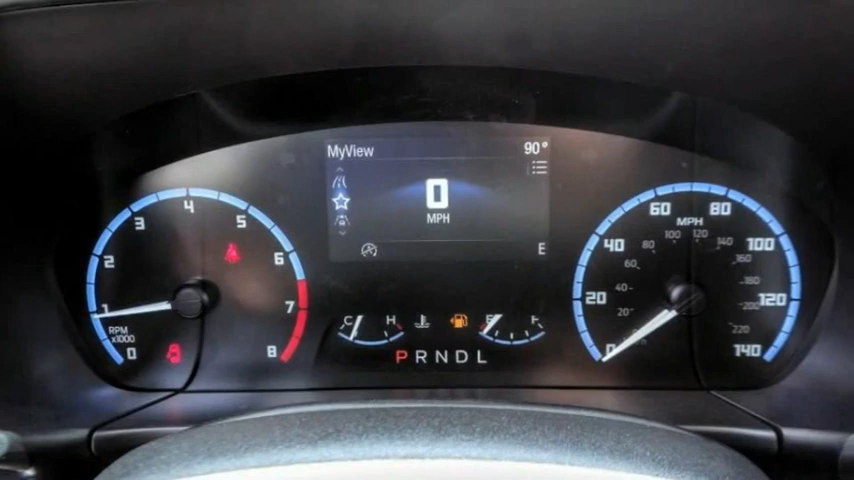 MyView 90°
0
MPH
E
0 1 2 3 4 5 6 7 8
RPM
x1000
C H E F
P R N D L
0 20 40 60 80 100 120 140
MPH
20 40 60 80 100 120 140 160 180 200 220